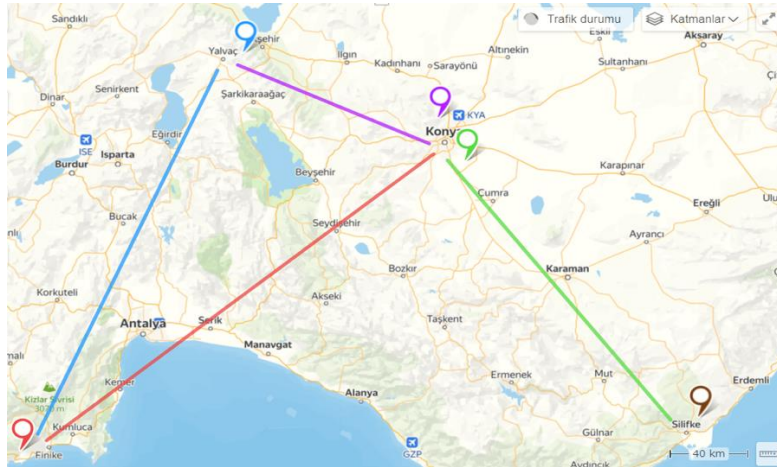 Sandıklı
Trafik durumu
Katmanlar
Aksaray
Yalvaç
Ilgın
Kadınhanı
Sarayönü
Altınekin
Eskil
Sultanhanı
Dinar
Senirkent
Şarkikaraağaç
KYA
Konya
ISE
Eğirdir
Isparta
Burdur
Beyşehir
Karapınar
Çumra
Ereğli
Bucak
Seydişehir
Ayrancı
Bozkır
Karaman
Korkuteli
Akseki
Antalya
Serik
Taşkent
Manavgat
Kemer
Ermenek
Mut
Erdemli
Kızlar Sivrisi
3070 m
Alanya
Kumluca
Finike
GZP
Gülnar
Silifke
40 km
Aydıncık